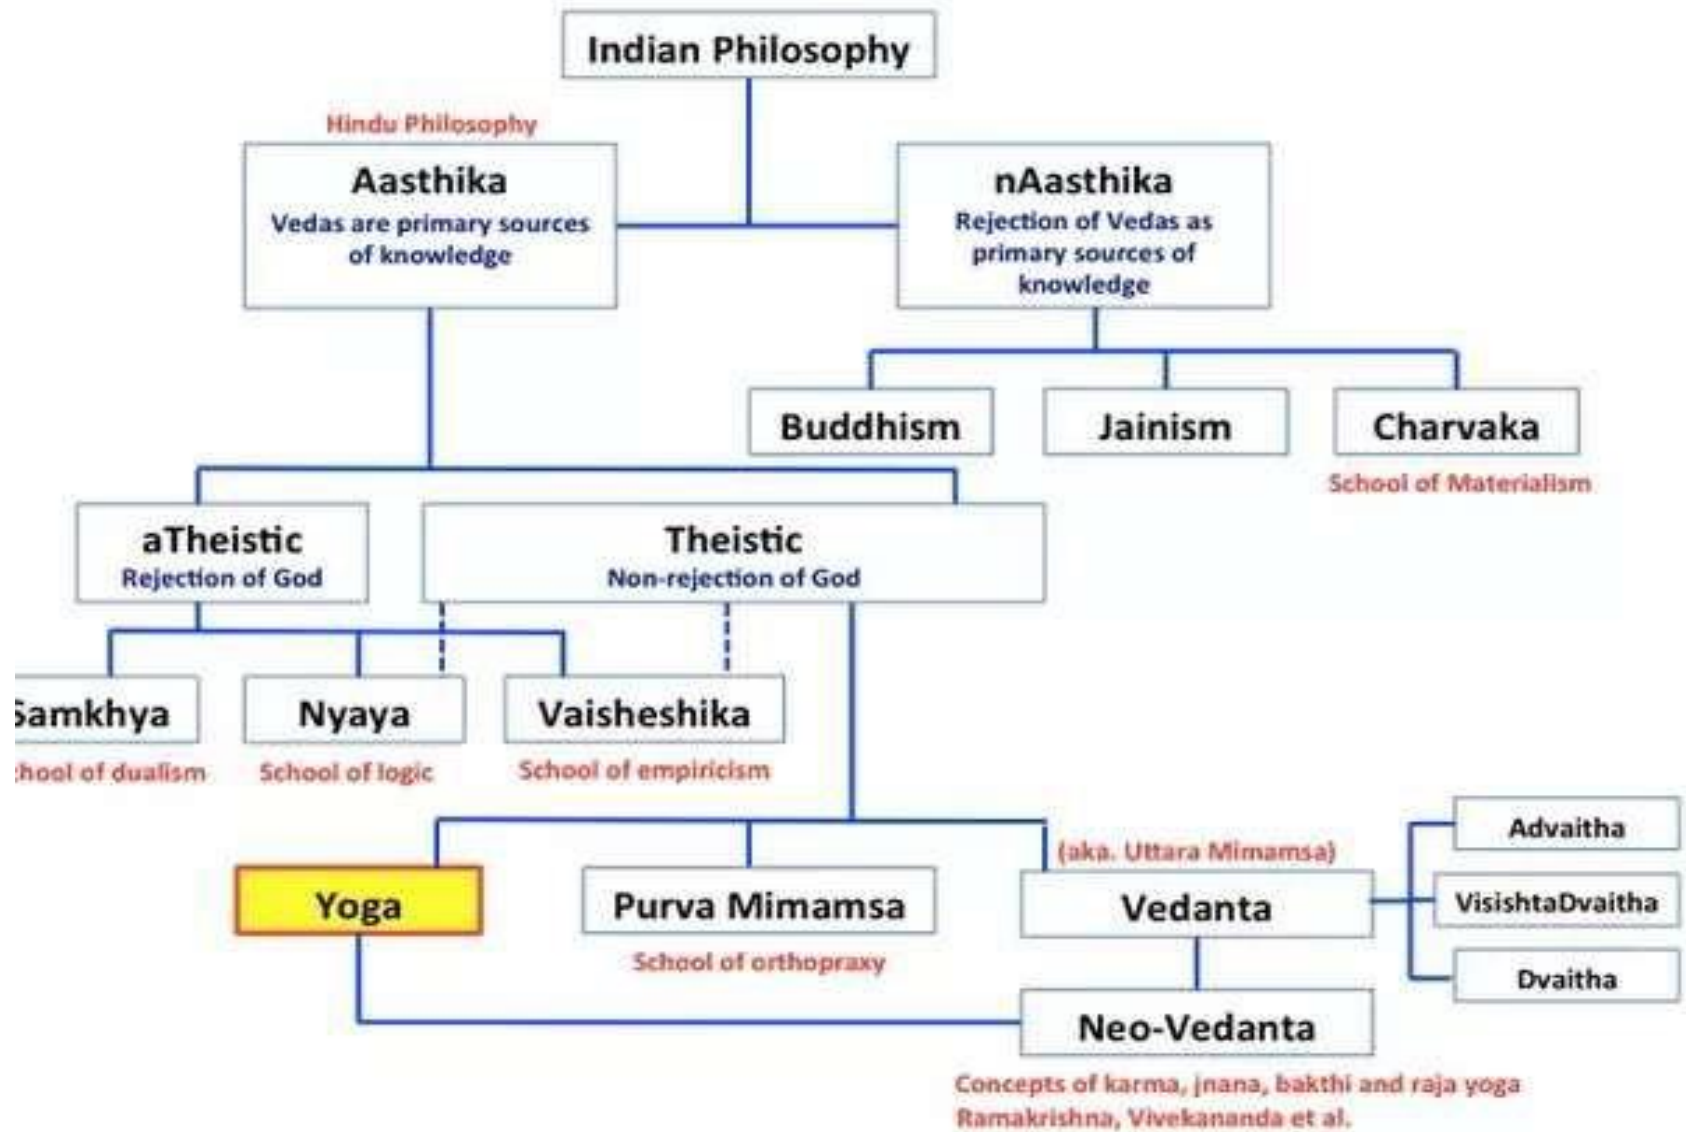 Indian Philosophy
Hindu Philosophy
Aasthika
Vedas are primary sources
of knowledge
nAasthika
Rejection of Vedas as
primary sources of
knowledge
Buddhism
Jainism
Charvaka
School of Materialism
aTheistic
Rejection of God
Theistic
Non-rejection of God
Samkhya
Nyaya
Vaisheshika
hool of dualism
School of logic
School of empiricism
(aka. Uttara Mimamsa)
Yoga
Purva Mimamsa
School of orthopraxy
Vedanta
Advaitha
VisishtaDvaitha
Dvaitha
Neo-Vedanta
Concepts of karma, jnana, bakthi and raja yoga
Ramakrishna, Vivekananda et al.